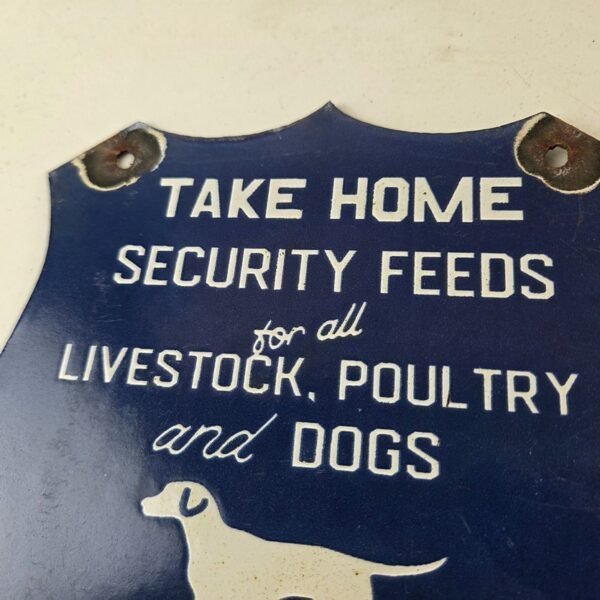 TAKE HOME
SECURITY FEEDS
for all
LIVESTOCK, POULTRY
and DOGS